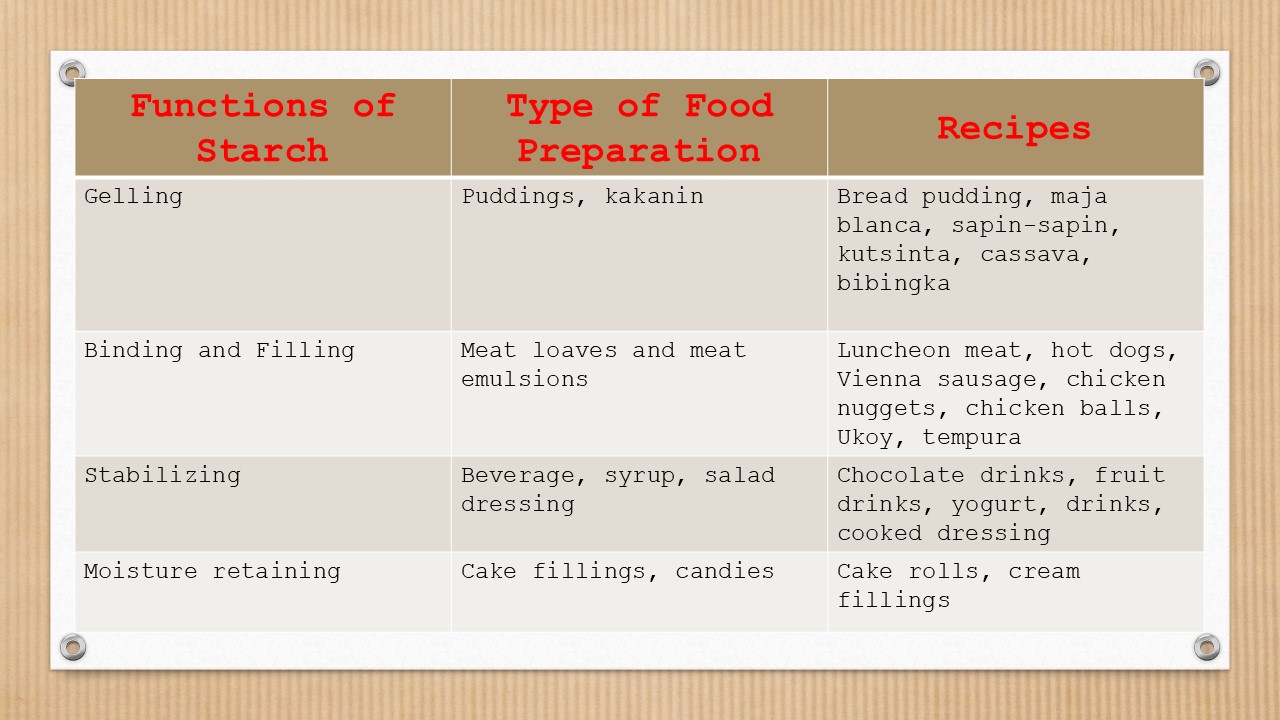 Functions of
Starch
Type of Food
Preparation
Recipes
Gelling
Puddings, kakanin
Bread pudding, maja
blanca, sapin-sapin,
kutsinta, cassava,
bibingka
Binding and Filling
Meat loaves and meat
emulsions
Luncheon meat, hot dogs,
Vienna sausage, chicken
nuggets, chicken balls,
Ukoy, tempura
Stabilizing
Beverage, syrup, salad
dressing
Chocolate drinks, fruit
drinks, yogurt, drinks,
cooked dressing
Moisture retaining
Cake fillings, candies
Cake rolls, cream
fillings